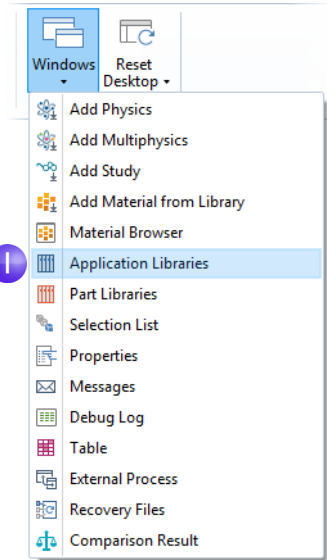 Windows
Reset
Desktop
Add Physics
Add Multiphysics
Add Study
Add Material from Library
Material Browser
1
Application Libraries
Part Libraries
Selection List
Properties
Messages
Debug Log
Table
External Process
Recovery Files
Comparison Result